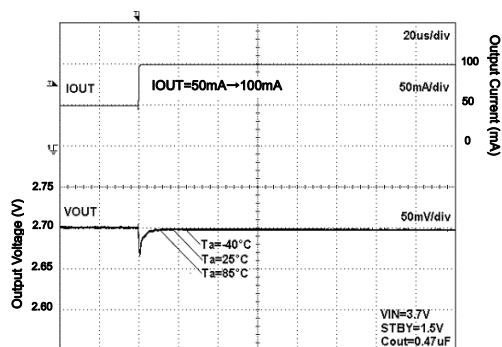 20us/div
100
IOUT
IOUT=50mA→100mA
50mA/div
50
0
Output Current (mA)
2.75
VOUT
50mV/div
2.70
Ta=-40°C
Ta=25°C
2.65
Ta=85°C
2.60
Output Voltage (V)
VIN=3.7V
STBY=1.5V
Cout=0.47uF